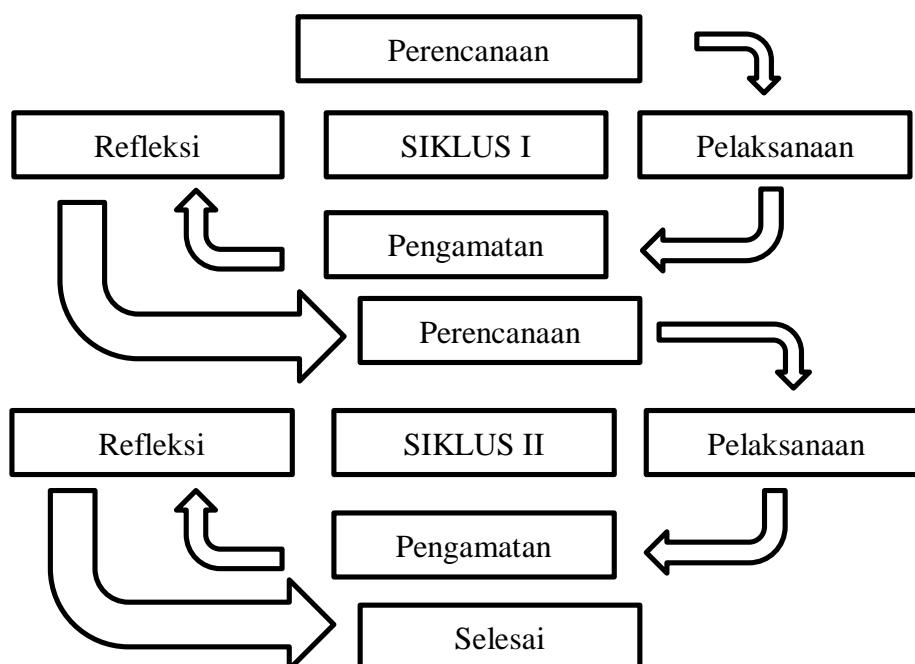 Perencanaan
Refleksi
SIKLUS I
Pelaksanaan
Pengamatan
Perencanaan
Refleksi
SIKLUS II
Pelaksanaan
Pengamatan
Selesai